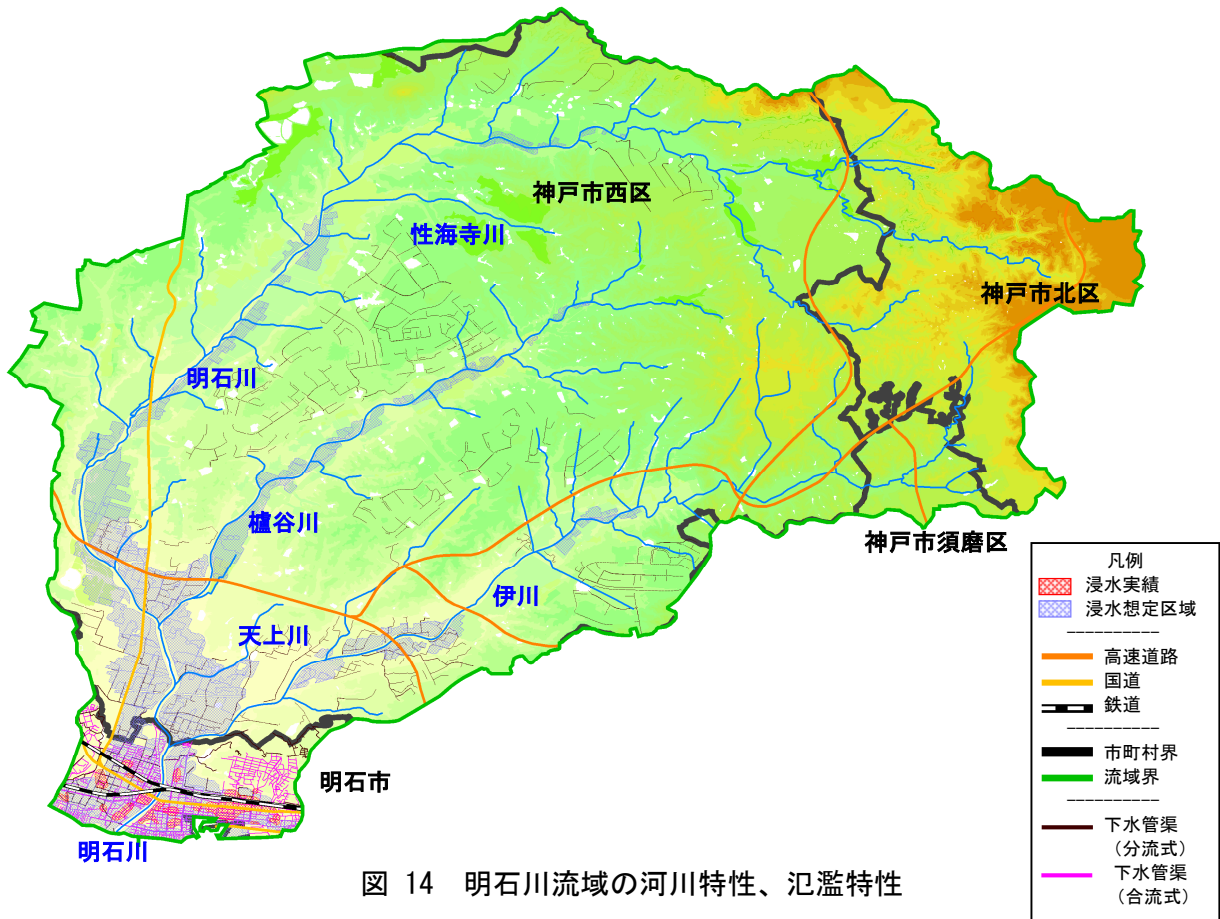 神戸市西区
性海寺川
神戸市北区
明石川
櫨谷川
神戸市須磨区
伊川
天上川
明石市
明石川
凡例
浸水実績
浸水想定区域
----------
高速道路
国道
鉄道
----------
市町村界
流域界
----------
下水管渠
(分流式)
下水管渠
(合流式)
図 14 明石川流域の河川特性、氾濫特性